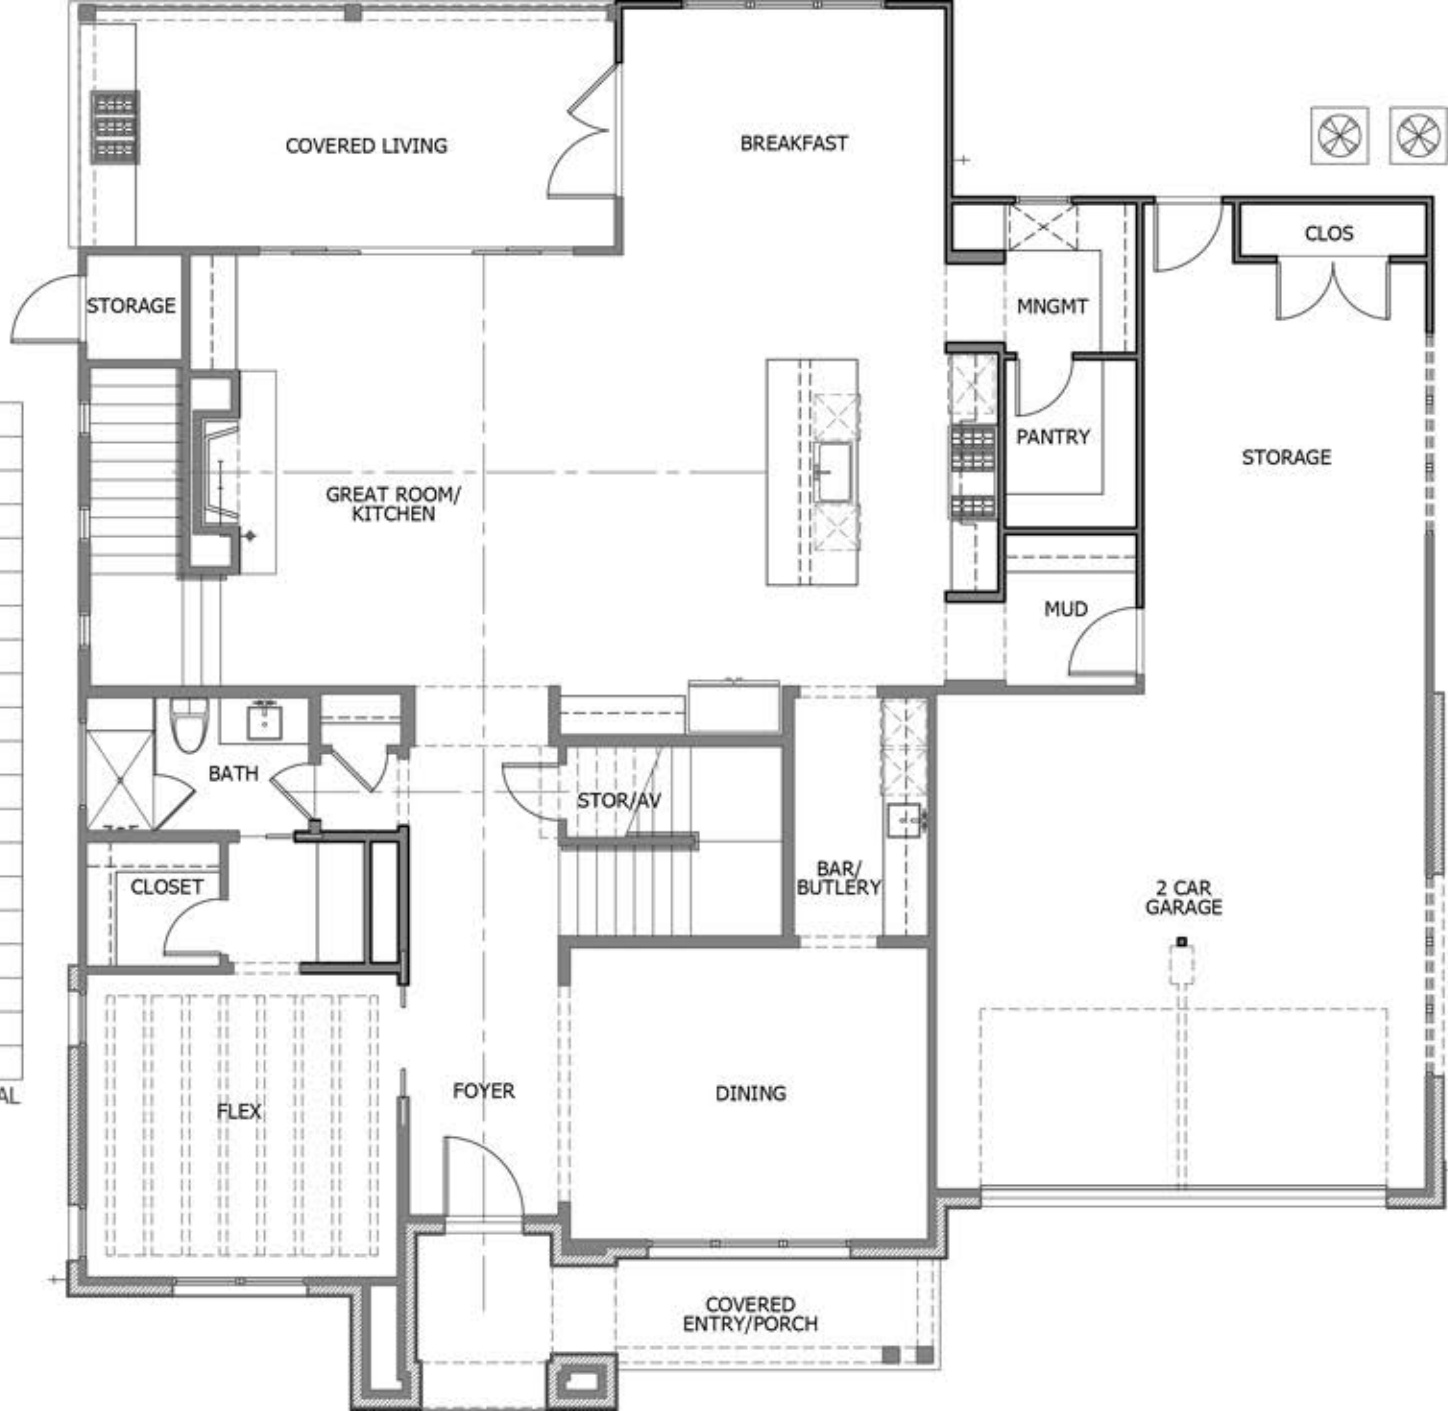 COVERED LIVING
BREAKFAST
CLOS
STORAGE
MNGMT
PANTRY
STORAGE
GREAT ROOM/
KITCHEN
MUD
BATH
STOR/AV
CLOSET
BAR/
BUTLERY
2 CAR
GARAGE
AL
FLEX
FOYER
DINING
COVERED
ENTRY/PORCH